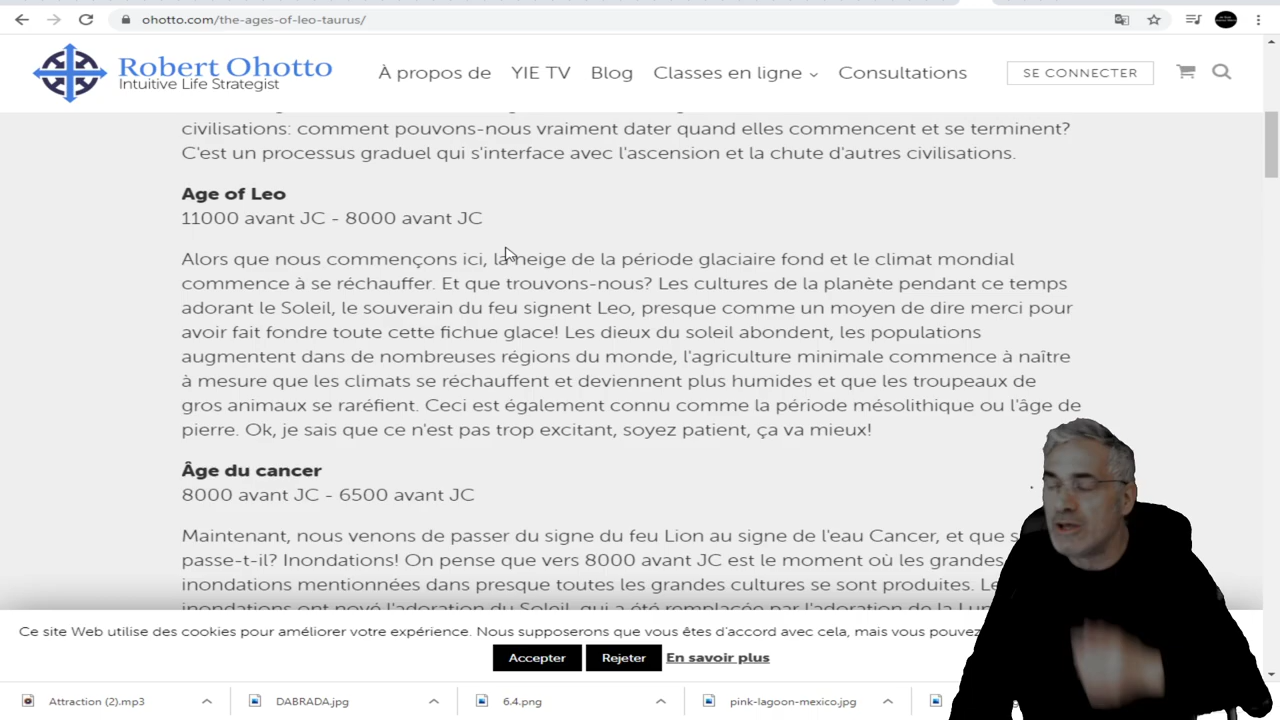 ohotto.com/the-ages-of-leo-taurus/
Robert Ohotto
Intuitive Life Strategist
À propos de YIE TV Blog Classes en ligne Consultations SE CONNECTER
civilisations: comment pouvons-nous vraiment dater quand elles commencent et se terminent?
C'est un processus graduel qui s'interface avec l'ascension et la chute d'autres civilisations.
Age of Leo
11000 avant JC - 8000 avant JC
Alors que nous commençons ici, la neige de la période glaciaire fond et le climat mondial
commence à se réchauffer. Et que trouvons-nous? Les cultures de la planète pendant ce temps
adorant le Soleil, le souverain du feu signent Leo, presque comme un moyen de dire merci pour
avoir fait fondre toute cette fichue glace! Les dieux du soleil abondent, les populations
augmentent dans de nombreuses régions du monde, l'agriculture minimale commence à naître
à mesure que les climats se réchauffent et deviennent plus humides et que les troupeaux de
gros animaux se raréfient. Ceci est également connu comme la période mésolithique ou l'âge de
pierre. Ok, je sais que ce n'est pas trop excitant, soyez patient, ça va mieux!
Âge du cancer
8000 avant JC - 6500 avant JC
Maintenant, nous venons de passer du signe du feu Lion au signe de l'eau Cancer, et que
passe-t-il? Inondations! On pense que vers 8000 avant JC est le moment où les grandes
inondations mentionnées dans presque toutes les grandes cultures se sont produites.
inondations ont noyé l'adoration du Soleil, qui a été remplacée par l'adoration de la
Ce site Web utilise des cookies pour améliorer votre expérience. Nous supposerons que vous êtes d'accord avec cela, mais vous pouvez
Accepter Rejeter En savoir plus
Attraction (2).mp3 DABRADA.jpg 6.4.png pink-lagoon-mexico.jpg